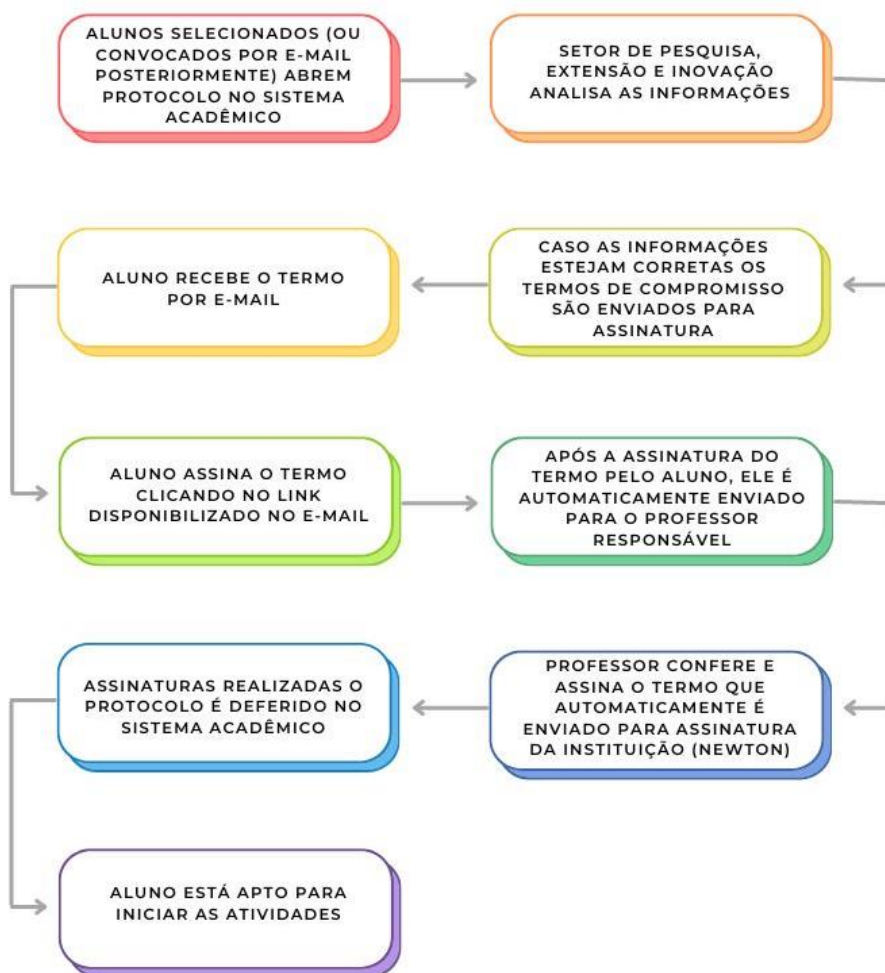 ALUNOS SELECIONADOS (OU
CONVOCADOS POR E-MAIL
POSTERIORMENTE) ABREM
PROTOCOLO NO SISTEMA
ACADÊMICO
SETOR DE PESQUISA,
EXTENSÃO E INOVAÇÃO
ANALISA AS INFORMAÇÕES
CASO AS INFORMAÇÕES
ESTEJAM CORRETAS OS
TERMOS DE COMPROMISSO
SÃO ENVIADOS PARA
ASSINATURA
ALUNO RECEBE O TERMO
POR E-MAIL
ALUNO ASSINA O TERMO
CLICANDO NO LINK
DISPONIBILIZADO NO E-MAIL
APÓS A ASSINATURA DO
TERMO PELO ALUNO, ELE É
AUTOMATICAMENTE ENVIADO
PARA O PROFESSOR
RESPONSÁVEL
PROFESSOR CONFERE E
ASSINA O TERMO QUE
AUTOMATICAMENTE É
ENVIADO PARA ASSINATURA
DA INSTITUIÇÃO (NEWTON)
ASSINATURAS REALIZADAS O
PROTOCOLO É DEFERIDO NO
SISTEMA ACADÊMICO
ALUNO ESTÁ APTO PARA
INICIAR AS ATIVIDADES